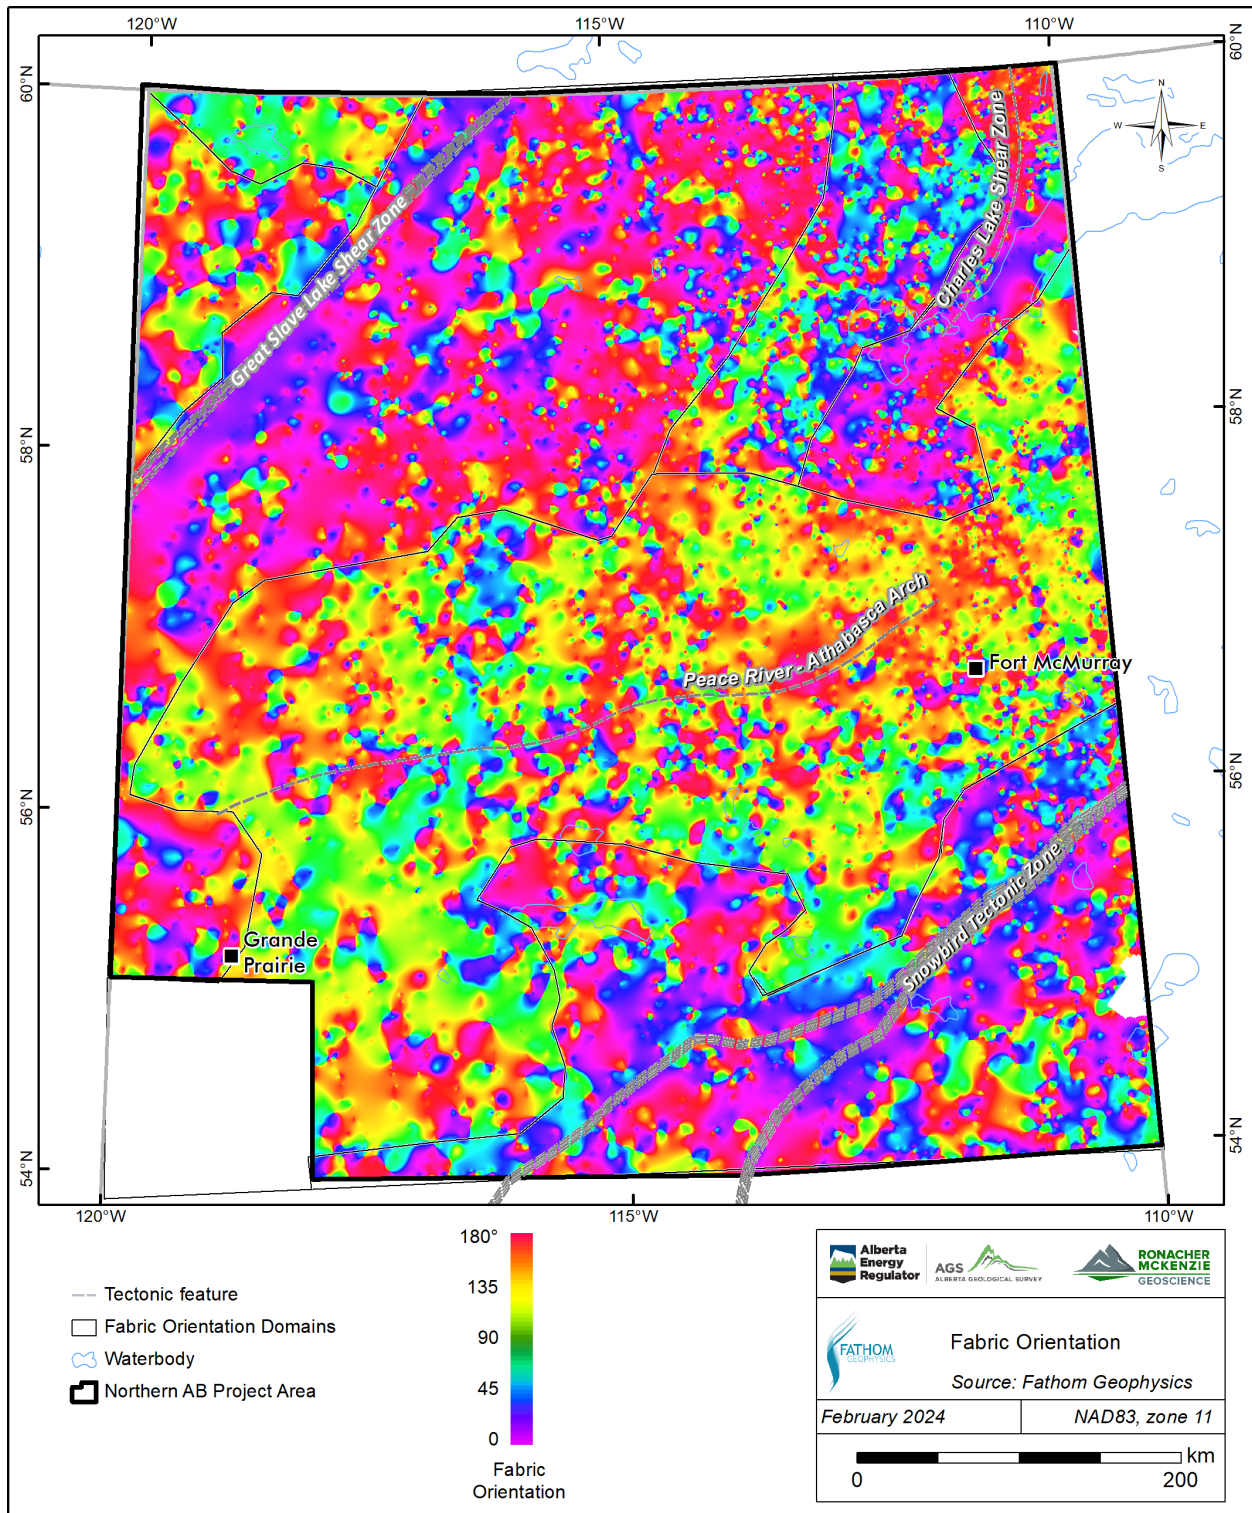 120°W
115°W
110°W
60°N
60°N
N
W
E
S
Charles Lake Shear Zone
Great Slave Lake Shear Zone
58°N
58°N
Peace River - Athabasca Arch
Fort McMurray
56°N
56°N
Snowbird Tectonic Zone
Grande
Prairie
54°N
54°N
120°W
115°W
110°W
Tectonic feature
Fabric Orientation Domains
Waterbody
Northern AB Project Area
180°
135
90
45
0
Fabric
Orientation
Alberta
Energy
Regulator
AGS
ALBERTA GEOLOGICAL SURVEY
RONACHER
MCKENZIE
GEOSCIENCE
FATHOM
GEOPHYSICS
Fabric Orientation
Source: Fathom Geophysics
February 2024
NAD83, zone 11
km
0
200